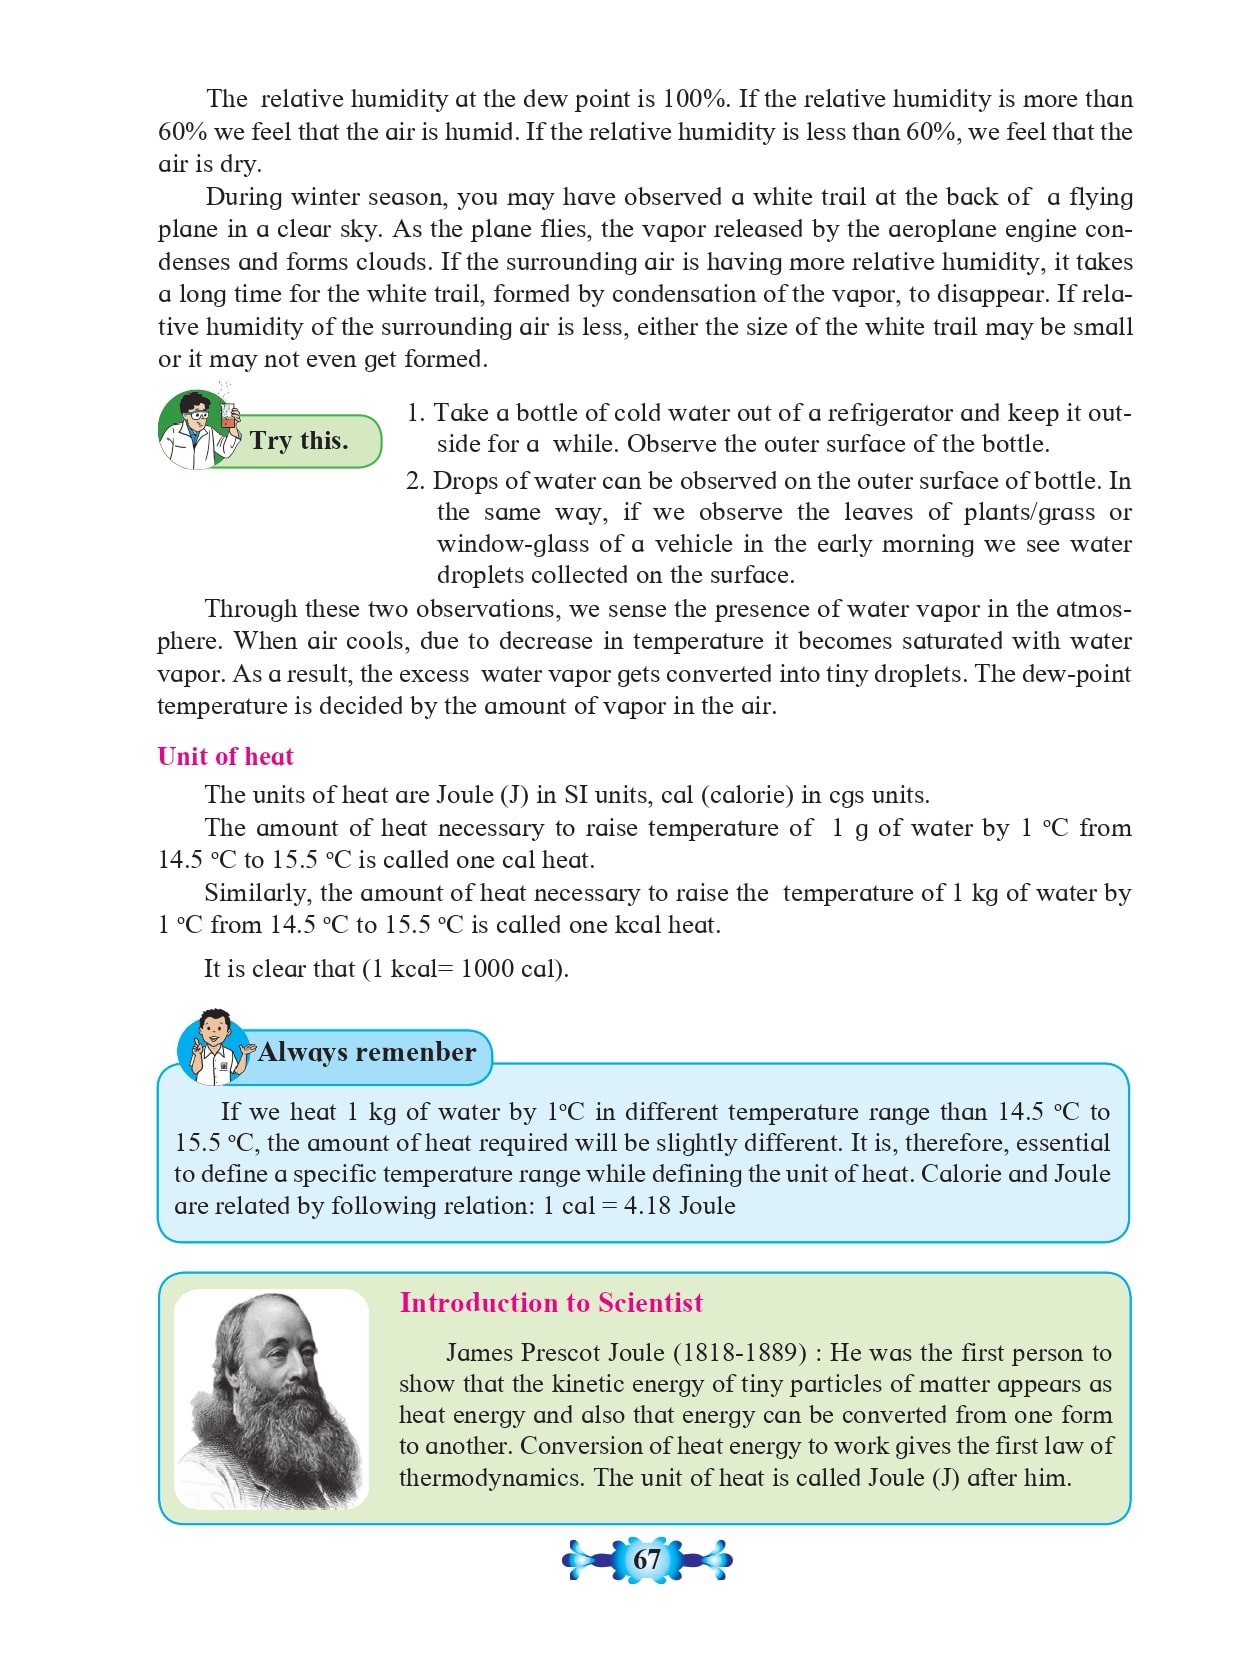 The relative humidity at the dew point is 100%. If the relative humidity is more than
60% we feel that the air is humid. If the relative humidity is less than 60%, we feel that the
air is dry.
During winter season, you may have observed a white trail at the back of a flying
plane in a clear sky. As the plane flies, the vapor released by the aeroplane engine con-
denses and forms clouds. If the surrounding air is having more relative humidity, it takes
a long time for the white trail, formed by condensation of the vapor, to disappear. If rela-
tive humidity of the surrounding air is less, either the size of the white trail may be small
or it may not even get formed.
Try this.
1. Take a bottle of cold water out of a refrigerator and keep it out-
side for a while. Observe the outer surface of the bottle.
2. Drops of water can be observed on the outer surface of bottle. In
the same way, if we observe the leaves of plants/grass or
window-glass of a vehicle in the early morning we see water
droplets collected on the surface.
Through these two observations, we sense the presence of water vapor in the atmos-
phere. When air cools, due to decrease in temperature it becomes saturated with water
vapor. As a result, the excess water vapor gets converted into tiny droplets. The dew-point
temperature is decided by the amount of vapor in the air.
Unit of heat
The units of heat are Joule (J) in SI units, cal (calorie) in cgs units.
The amount of heat necessary to raise temperature of 1 g of water by 1 °C from
14.5 °C to 15.5 °C is called one cal heat.
Similarly, the amount of heat necessary to raise the temperature of 1 kg of water by
1 °C from 14.5 °C to 15.5 °C is called one kcal heat.
It is clear that (1 kcal= 1000 cal).
Always remenber
If we heat 1 kg of water by 1°C in different temperature range than 14.5 °C to
15.5 °C, the amount of heat required will be slightly different. It is, therefore, essential
to define a specific temperature range while defining the unit of heat. Calorie and Joule
are related by following relation: 1 cal = 4.18 Joule
Introduction to Scientist
James Prescot Joule (1818-1889) : He was the first person to
show that the kinetic energy of tiny particles of matter appears as
heat energy and also that energy can be converted from one form
to another. Conversion of heat energy to work gives the first law of
thermodynamics. The unit of heat is called Joule (J) after him.
67